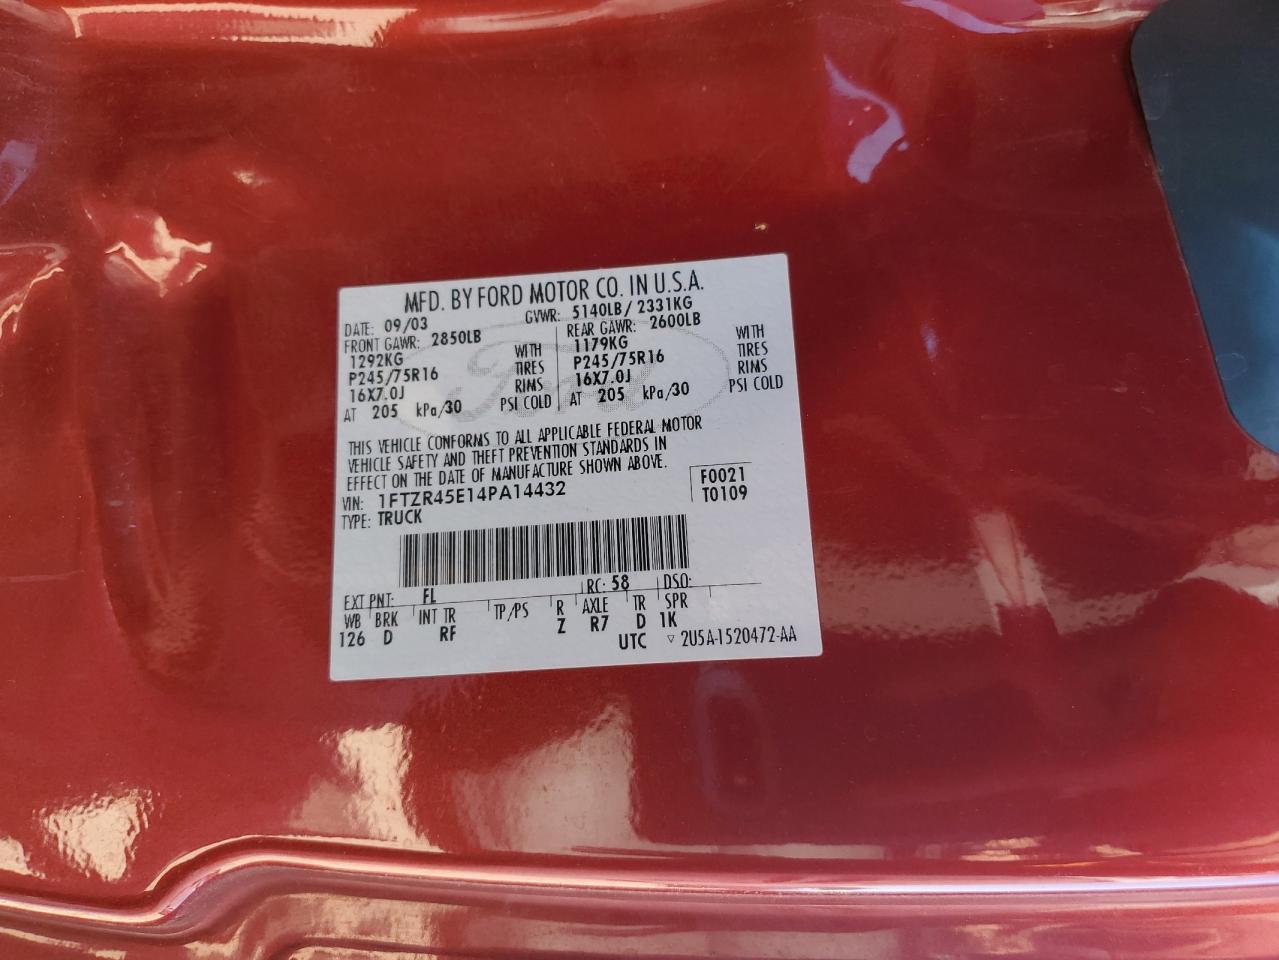 MFD. BY FORD MOTOR CO. IN U.S.A.
DATE: 09/03 GVWR: 5140LB/ 2331KG
FRONT GAWR: 2850LB REAR GAWR: 2600LB
1292KG WITH 1179KG WITH
P245/75R16 TIRES P245/75R16 TIRES
16X7.0J RIMS 16X7.0J RIMS
AT 205 kPa/30 PSI COLD AT 205 kPa/30 PSI COLD
Ford
THIS VEHICLE CONFORMS TO ALL APPLICABLE FEDERAL MOTOR
VEHICLE SAFETY AND THEFT PREVENTION STANDARDS IN
EFFECT ON THE DATE OF MANUFACTURE SHOWN ABOVE.
VIN: 1FTZR45E14PA14432 F0021
TYPE: TRUCK T0109
EXT PNT: FL RC: 58 DSO:
WB BRK INT TR TP/PS R AXLE TR SPR
126 D RF Z R7 D 1K
UTC ▽ 2U5A-1520472-AA